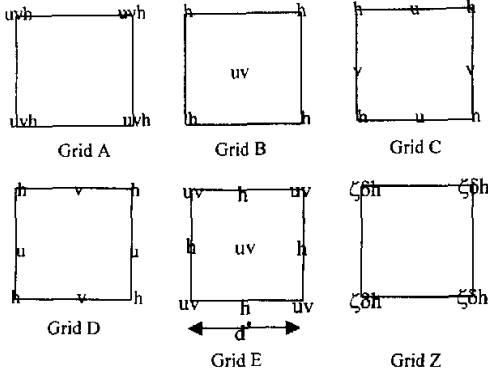 uvh uvh h h h u h
uv v v
uvh uvh h h h u h
Grid A Grid B Grid C
h v h uv h uv ζδh ζδh
u u h uv h
h v h uv h uv ζδh ζδh
d'
Grid D Grid E Grid Z